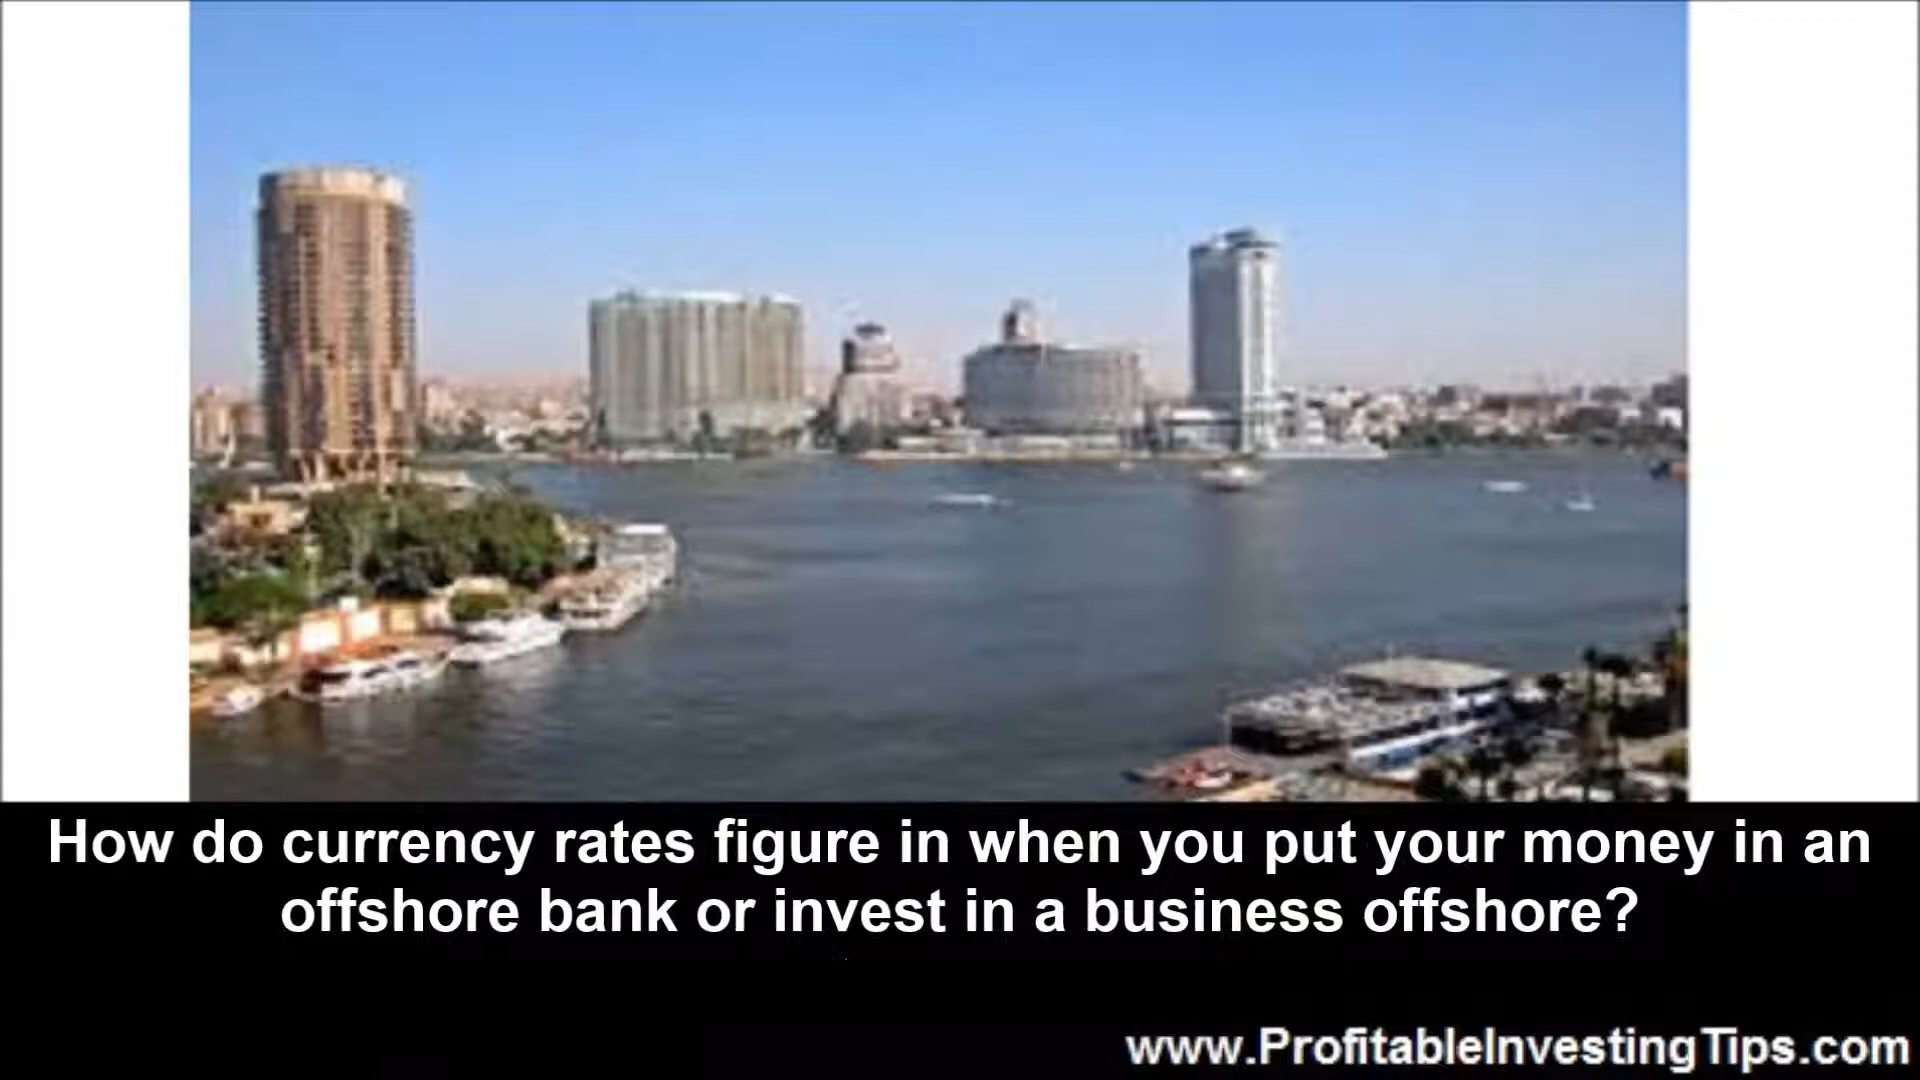 How do currency rates figure in when you put your money in an
offshore bank or invest in a business offshore?
www.ProfitableInvestingTips.com